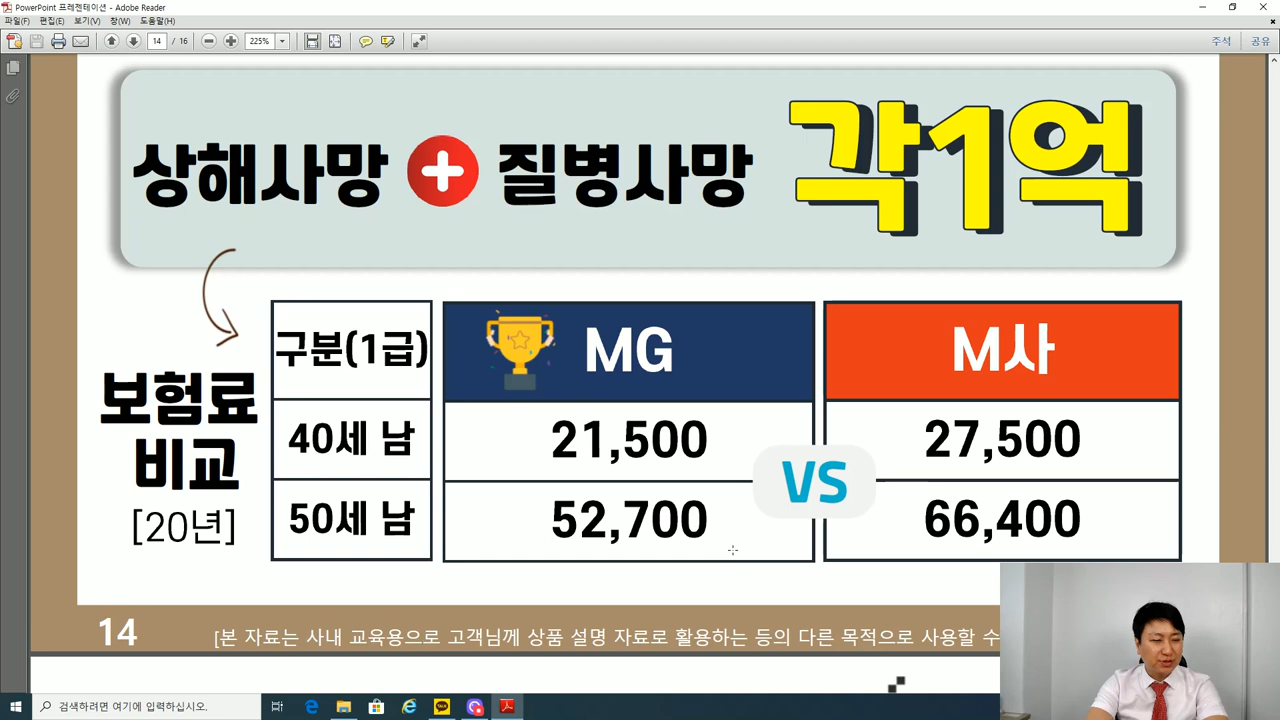 PowerPoint 프레젠테이션 - Adobe Reader
파일(F) 편집(E) 보기(V) 창(W) 도움말(H)
14 / 16 225% 주석 공유
상해사망 + 질병사망 각1억
보험료
비교
[20년]
구분(1급) MG M사
40세 남 21,500 27,500
VS
50세 남 52,700 66,400
14 [본 자료는 사내 교육용으로 고객님께 상품 설명 자료로 활용하는 등의 다른 목적으로 사용할 수
검색하려면 여기에 입력하십시오.
TALK